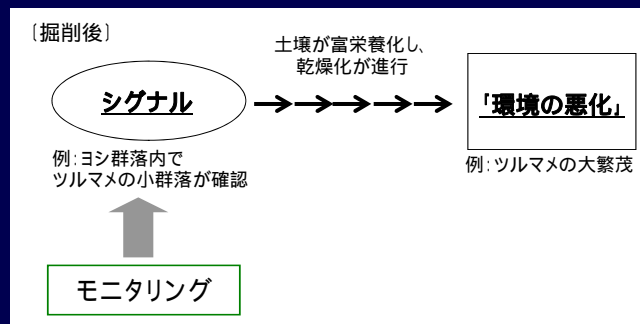 〔掘削後〕
土壌が富栄養化し、
乾燥化が進行
シグナル
「環境の悪化」
例：ヨシ群落内で
ツルマメの小群落が確認
例：ツルマメの大繁茂
モニタリング